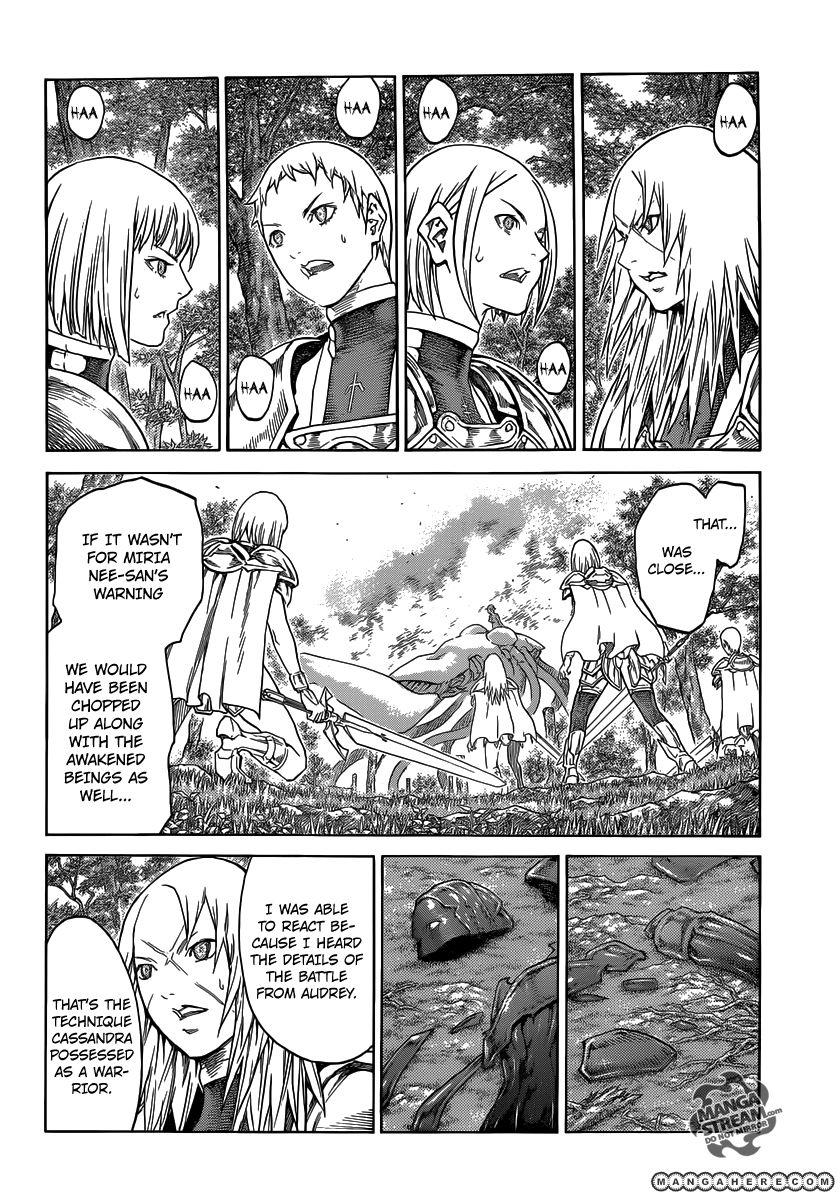 HAA
HAA
HAA
HAA
HAA
HAA
HAA
HAA
THAT...
WAS
CLOSE...
IF IT WASN'T
FOR MIRIA
NEE-SAN'S
WARNING
WE WOULD
HAVE BEEN
CHOPPED
UP ALONG
WITH THE
AWAKENED
BEINGS AS
WELL...
I WAS ABLE
TO REACT BE-
CAUSE I HEARD
THE DETAILS OF
THE BATTLE
FROM AUDREY.
THAT'S THE
TECHNIQUE
CASSANDRA
POSSESSED
AS A WAR-
RIOR.
MANGA
STREAM.com
DO NOT MIRROR!
MANGAHERE.COM